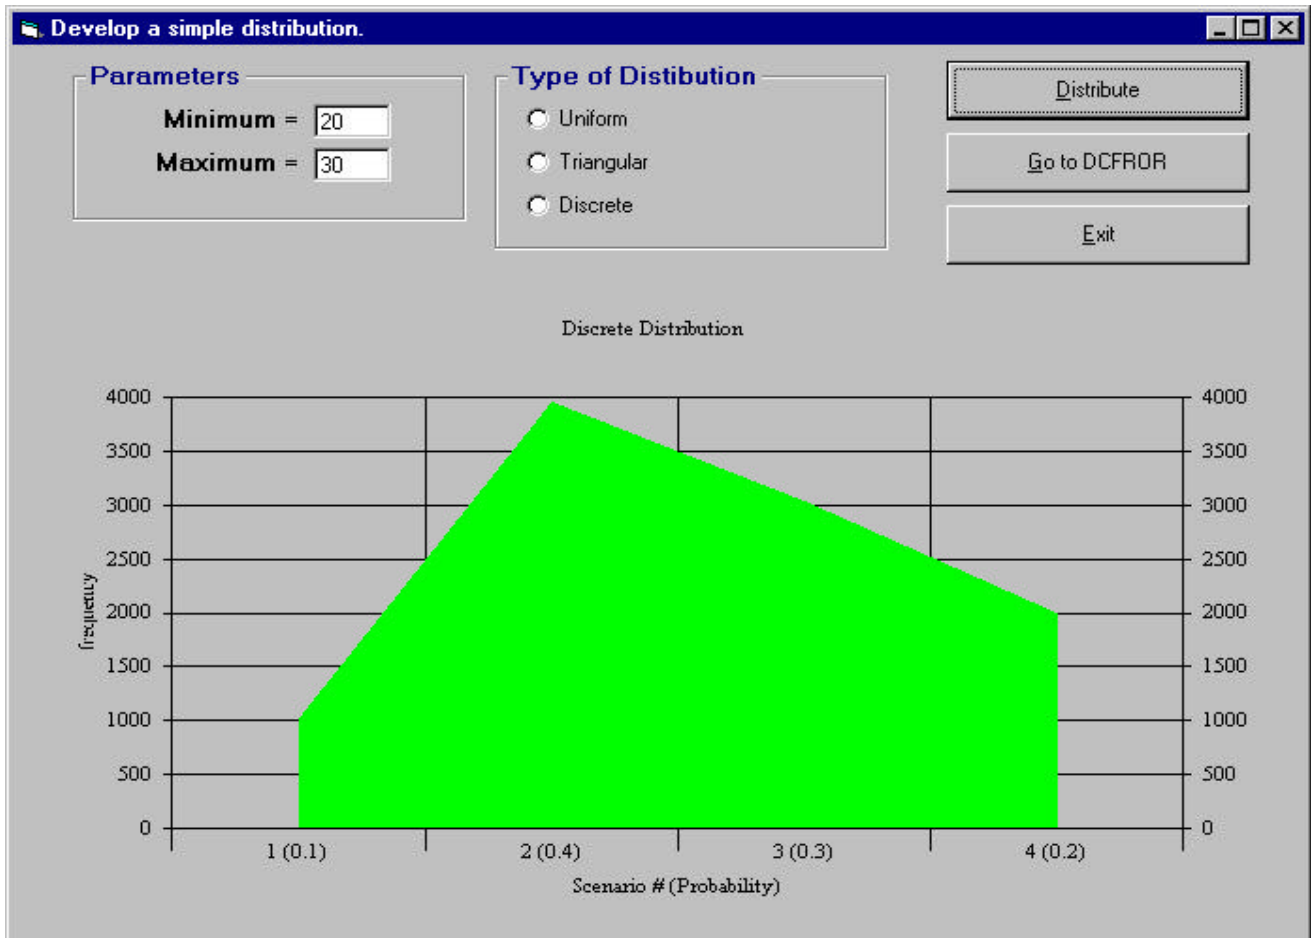 Develop a simple distribution.
Parameters
Minimum = 20
Maximum = 30
Type of Distibution
Uniform
Triangular
Discrete
Distribute
Go to DCFROR
Exit
Discrete Distribution
4000 4000
3500 3500
3000 3000
2500 2500
2000 2000
1500 1500
1000 1000
500 500
0 0
frequency
1 (0.1) 2 (0.4) 3 (0.3) 4 (0.2)
Scenario # (Probability)